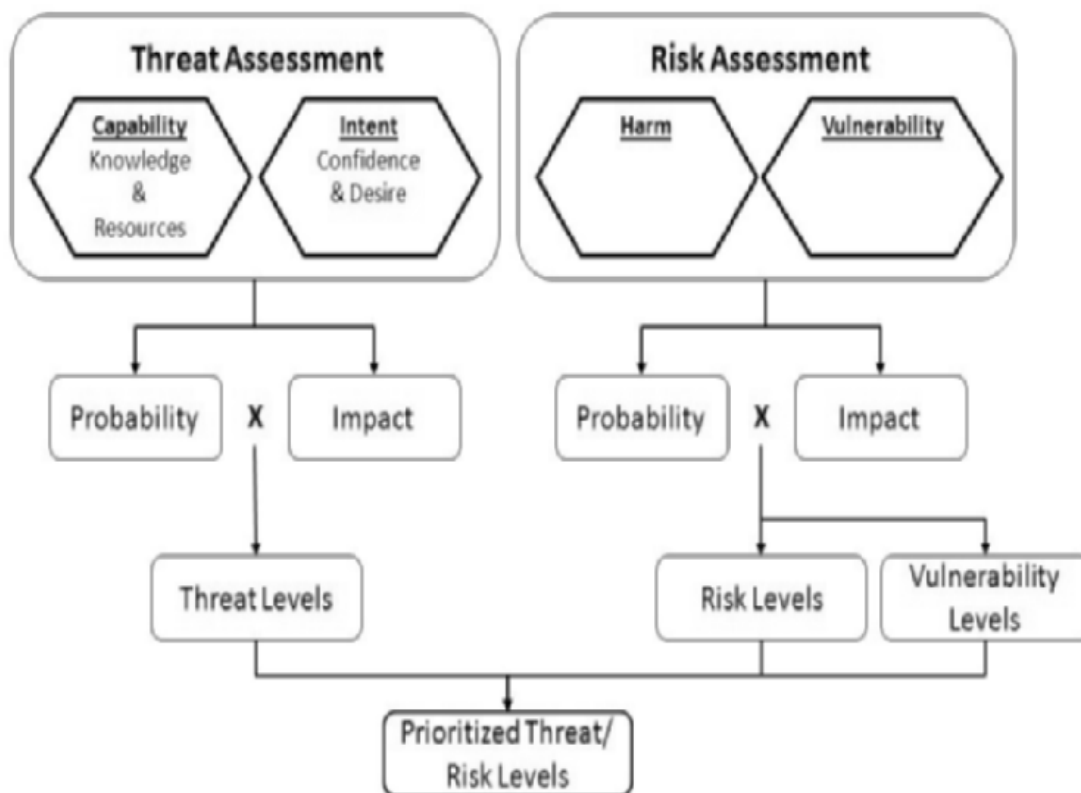 Threat Assessment
Capability
Knowledge
&
Resources
Intent
Confidence
& Desire
Risk Assessment
Harm
Vulnerability
Probability
X
Impact
Probability
X
Impact
Threat Levels
Risk Levels
Vulnerability
Levels
Prioritized Threat/
Risk Levels